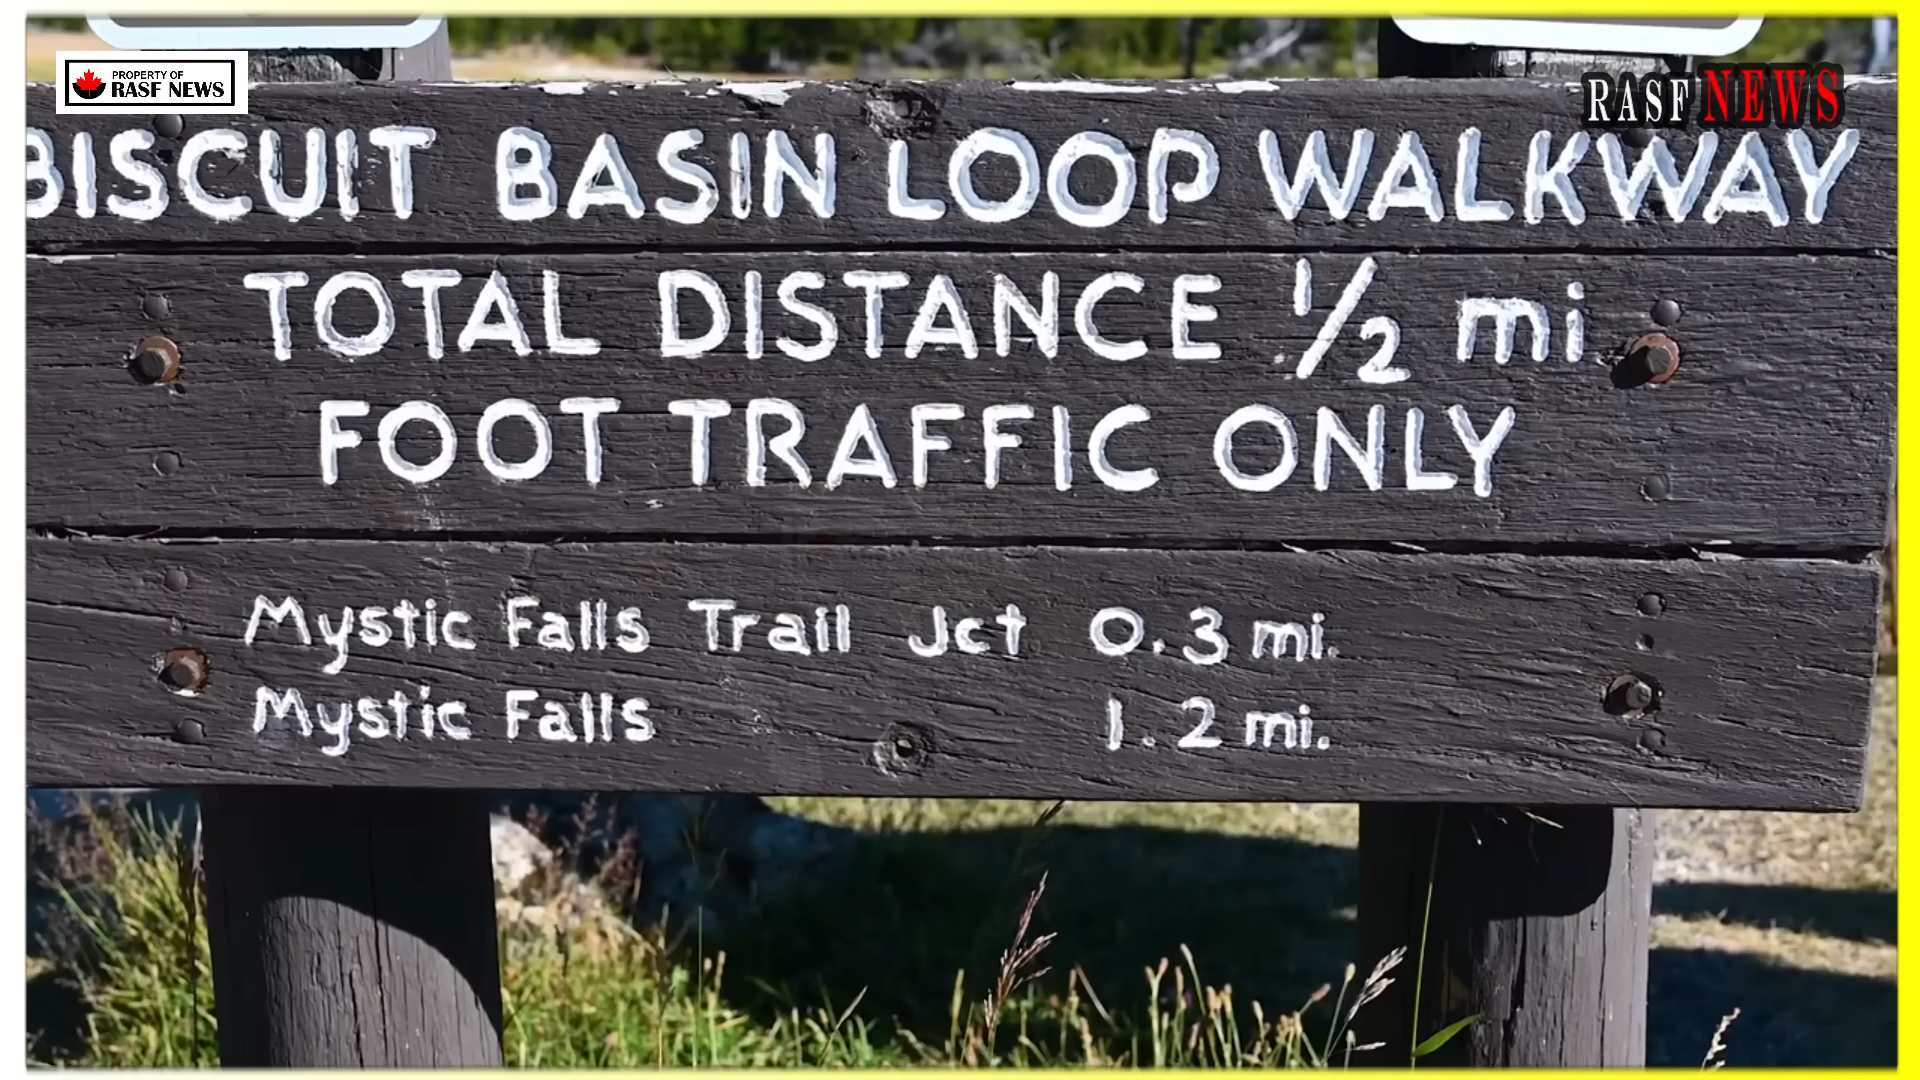 PROPERTY OF
RASF NEWS
RASF NEWS
BISCUIT BASIN LOOP WALKWAY
TOTAL DISTANCE 1/2 mi
FOOT TRAFFIC ONLY
Mystic Falls Trail Jct 0.3 mi.
Mystic Falls 1.2 mi.